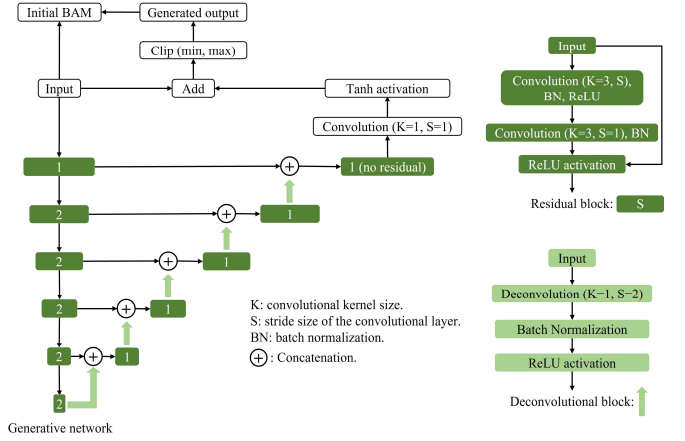 Initial BAM
Generated output
Clip (min, max)
Input
Add
Tanh activation
Convolution (K=1, S=1)
1
1 (no residual)
2
1
2
1
2
1
2
1
2
Generative network
K: convolutional kernel size.
S: stride size of the convolutional layer.
BN: batch normalization.
+ : Concatenation.
Input
Convolution (K=3, S),
BN, ReLU
Convolution (K=3, S=1), BN
ReLU activation
Residual block: S
Input
Deconvolution (K−1, S−2)
Batch Normalization
ReLU activation
Deconvolutional block: